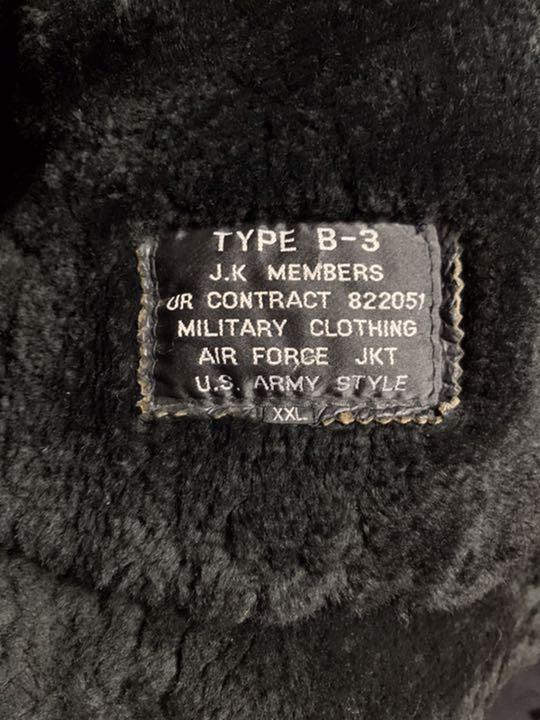 TYPE B-3
J.K MEMBERS
UR CONTRACT 822051
MILITARY CLOTHING
AIR FORCE JKT
U.S. ARMY STYLE
XXL